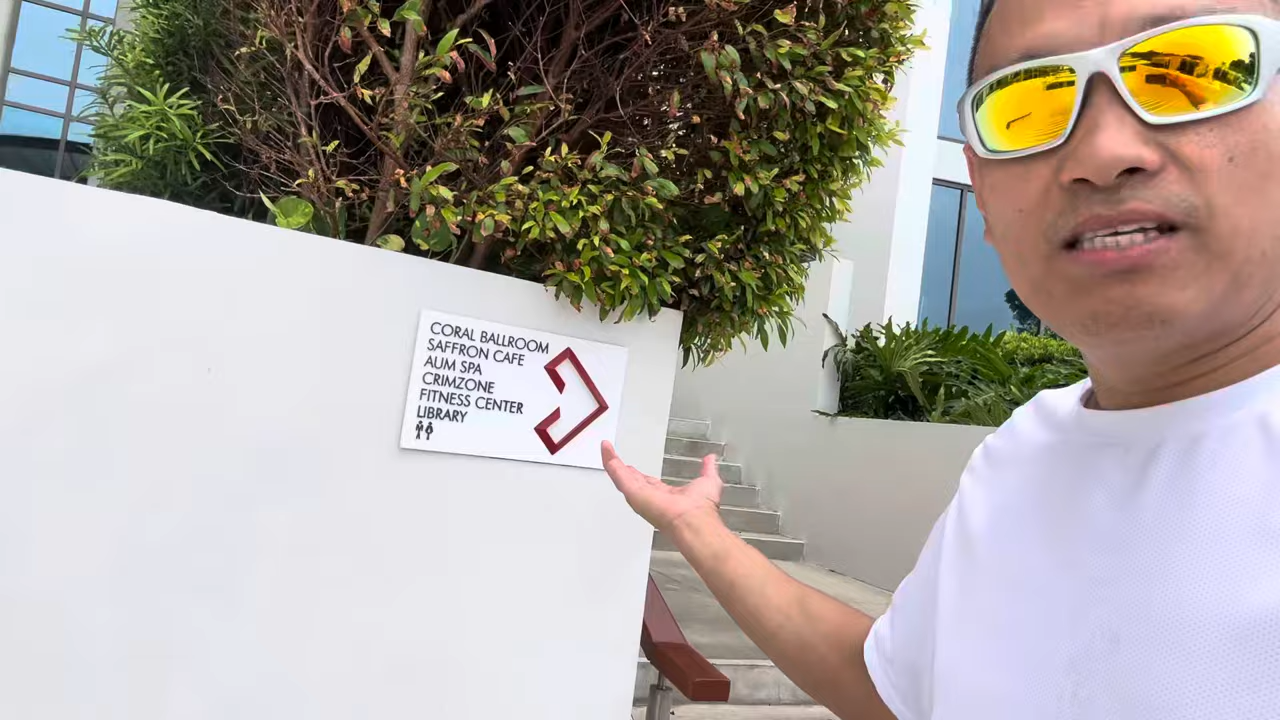 CORAL BALLROOM
SAFFRON CAFE
AUM SPA
CRIMZONE
FITNESS CENTER
LIBRARY